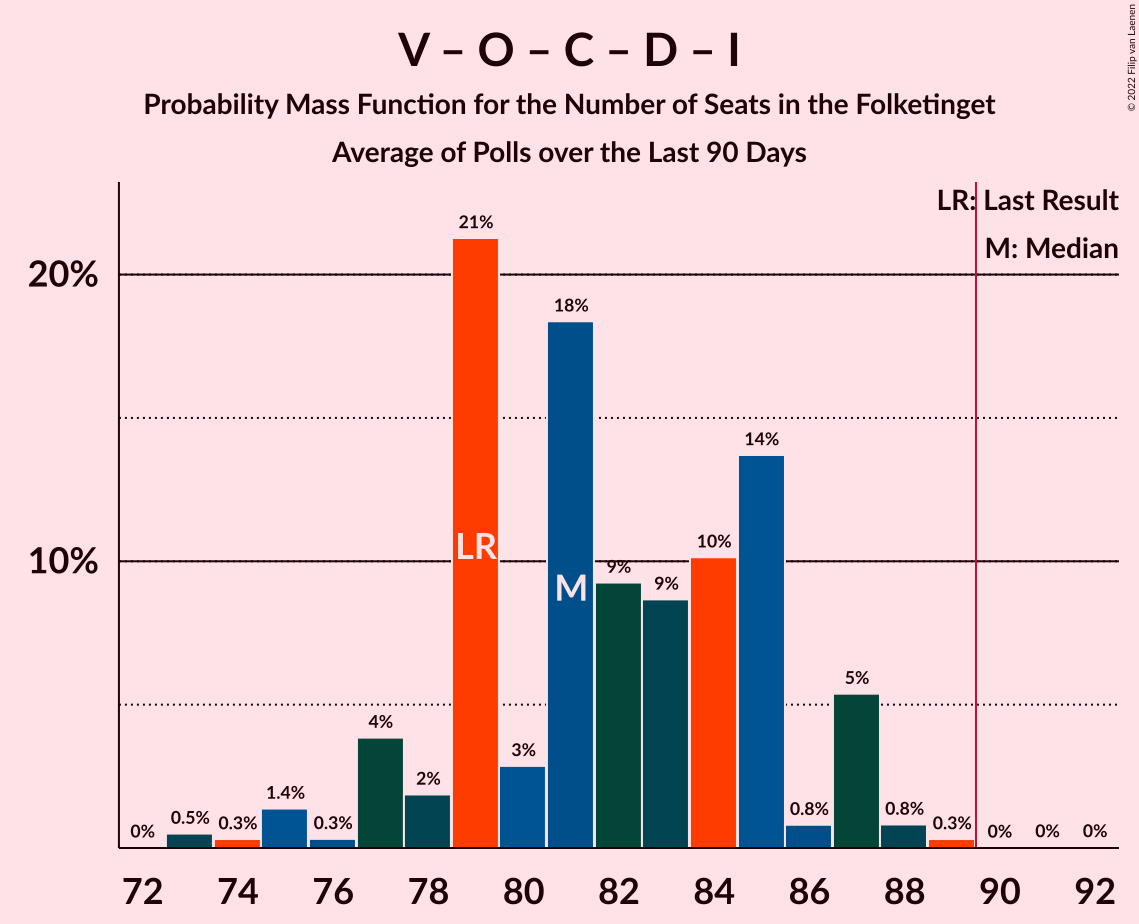 V – O – C – D – I
Probability Mass Function for the Number of Seats in the Folketinget
Average of Polls over the Last 90 Days
© 2022 Filip van Laenen
LR: Last Result
M: Median
20%
10%
0%
0.5%
0.3%
1.4%
0.3%
4%
2%
21%
3%
18%
9%
9%
10%
14%
0.8%
5%
0.8%
0.3%
0%
0%
0%
LR
M
72 74 76 78 80 82 84 86 88 90 92